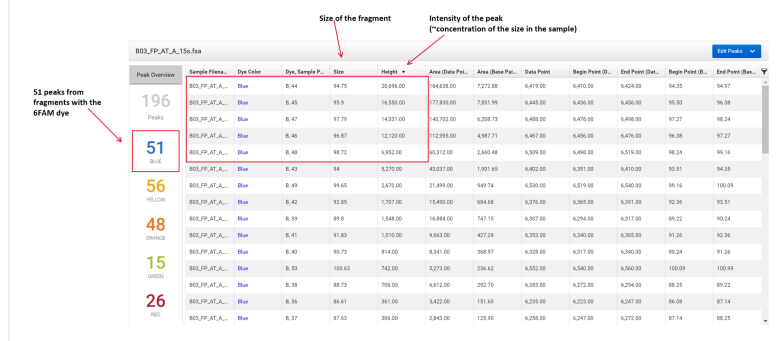 Size of the fragment
Intensity of the peak
(~concentration of the size in the sample)
B03_FP_AT_A_15s.fsa
Edit Peaks
Peak Overview Sample Filena... Dye Color Dye, Sample P... Size Height Area (Data Poi... Area (Base Pai... Data Point Begin Point (D... End Point (Dat... Begin Point (B... End Point (Bas...
B03_FP_AT_A_... Blue B, 44 94.75 20,696.00 164,638.00 7,272.88 6,419.00 6,410.00 6,424.00 94.35 94.97
B03_FP_AT_A_... Blue B, 45 95.9 16,550.00 177,830.00 7,851.99 6,445.00 6,436.00 6,456.00 95.50 96.38
B03_FP_AT_A_... Blue B, 47 97.79 14,331.00 140,702.00 6,208.73 6,488.00 6,476.00 6,498.00 97.27 98.24
B03_FP_AT_A_... Blue B, 46 96.87 12,120.00 112,995.00 4,987.71 6,467.00 6,456.00 6,476.00 96.38 97.27
B03_FP_AT_A_... Blue B, 48 98.72 6,952.00 60,312.00 2,660.48 6,509.00 6,498.00 6,519.00 98.24 99.16
B03_FP_AT_A_... Blue B, 43 94 5,270.00 43,037.00 1,901.65 6,402.00 6,391.00 6,410.00 93.51 94.35
B03_FP_AT_A_... Blue B, 49 99.65 2,670.00 21,499.00 949.74 6,530.00 6,519.00 6,540.00 99.16 100.09
B03_FP_AT_A_... Blue B, 42 92.85 1,707.00 15,490.00 684.68 6,376.00 6,365.00 6,391.00 92.36 93.51
B03_FP_AT_A_... Blue B, 39 89.8 1,548.00 16,884.00 747.15 6,307.00 6,294.00 6,317.00 89.22 90.24
B03_FP_AT_A_... Blue B, 41 91.83 1,010.00 9,663.00 427.29 6,353.00 6,340.00 6,365.00 91.26 92.36
B03_FP_AT_A_... Blue B, 40 90.73 814.00 8,341.00 368.97 6,328.00 6,317.00 6,340.00 90.24 91.26
B03_FP_AT_A_... Blue B, 50 100.63 742.00 5,273.00 236.62 6,552.00 6,540.00 6,560.00 100.09 100.99
B03_FP_AT_A_... Blue B, 38 88.73 706.00 6,612.00 292.70 6,283.00 6,272.00 6,294.00 88.25 89.22
B03_FP_AT_A_... Blue B, 36 86.61 361.00 3,422.00 151.60 6,235.00 6,223.00 6,247.00 86.08 87.14
B03_FP_AT_A_... Blue B, 37 87.63 306.00 2,843.00 125.90 6,258.00 6,247.00 6,272.00 87.14 88.25
196
Peaks
51
BLUE
56
YELLOW
48
ORANGE
15
GREEN
26
RED
51 peaks from
fragments with the
6FAM dye